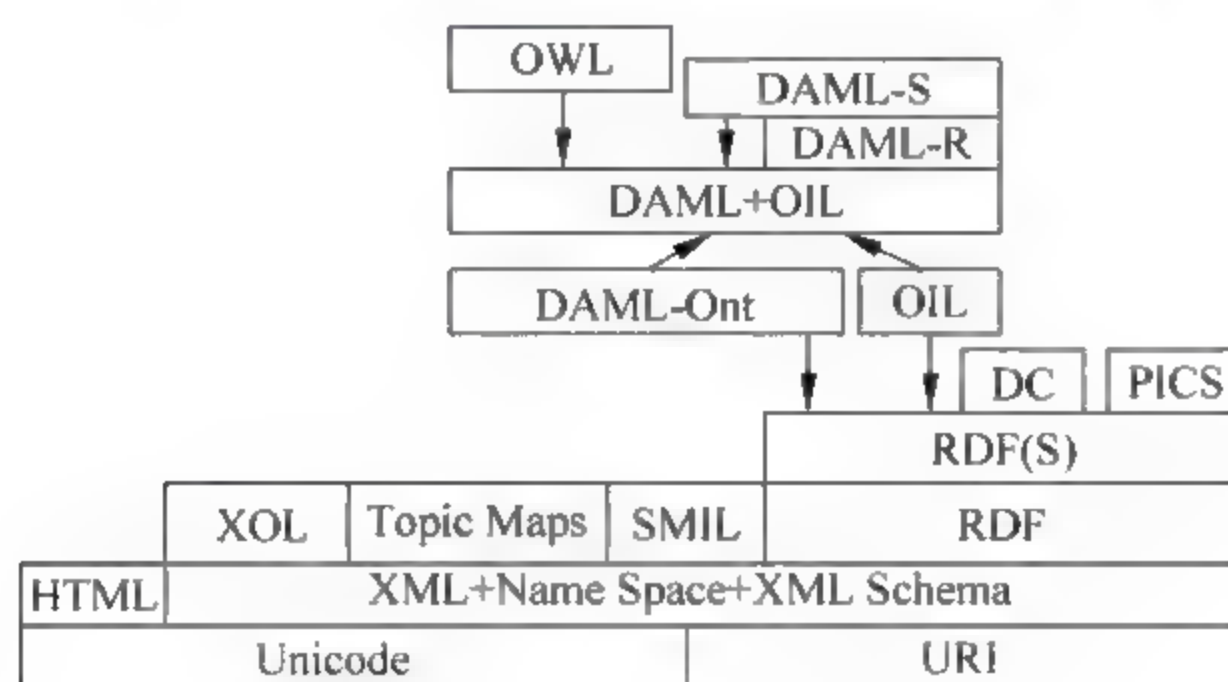 OWL
DAML-S
DAML-R
DAML+OIL
DAML-Ont
OIL
DC
PICS
RDF(S)
XOL
Topic Maps
SMIL
RDF
HTML
XML+Name Space+XML Schema
Unicode
URI